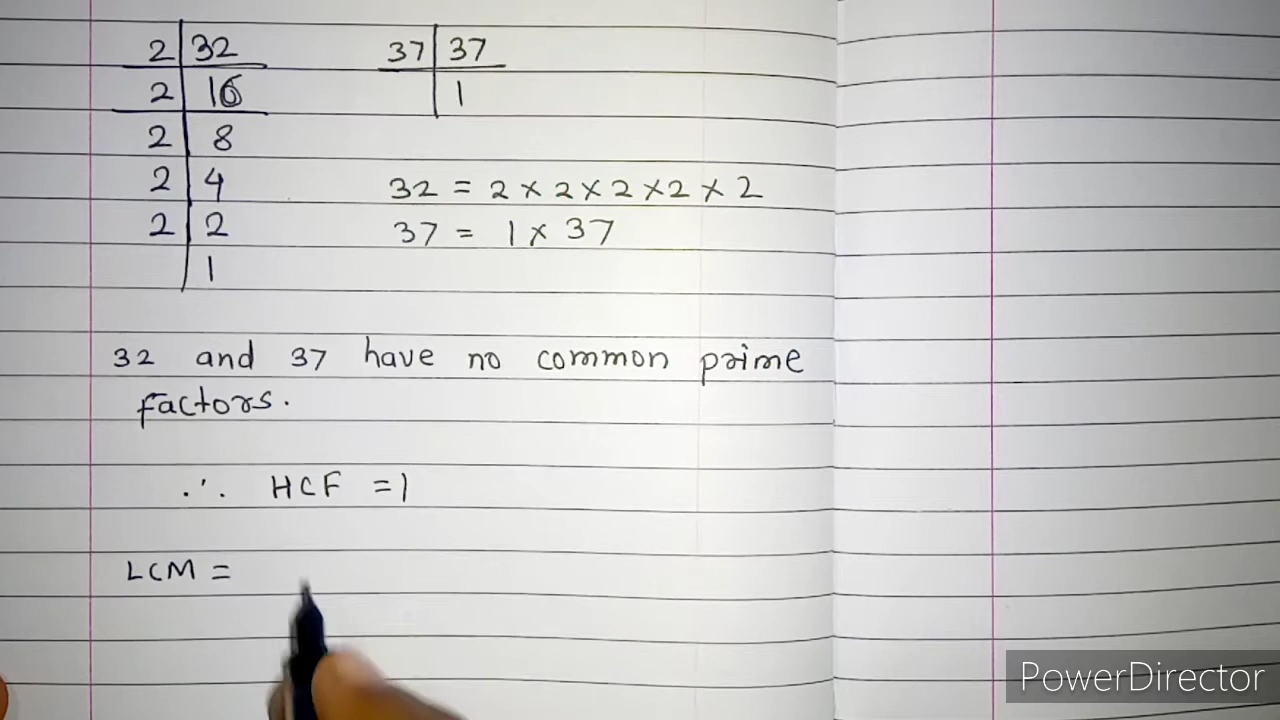 2 | 32
2 | 16
2 | 8
2 | 4
2 | 2
1
37 | 37
1
32 = 2 × 2 × 2 × 2 × 2
37 = 1 × 37
32 and 37 have no common prime
factors.
∴ HCF = 1
LCM =
PowerDirector